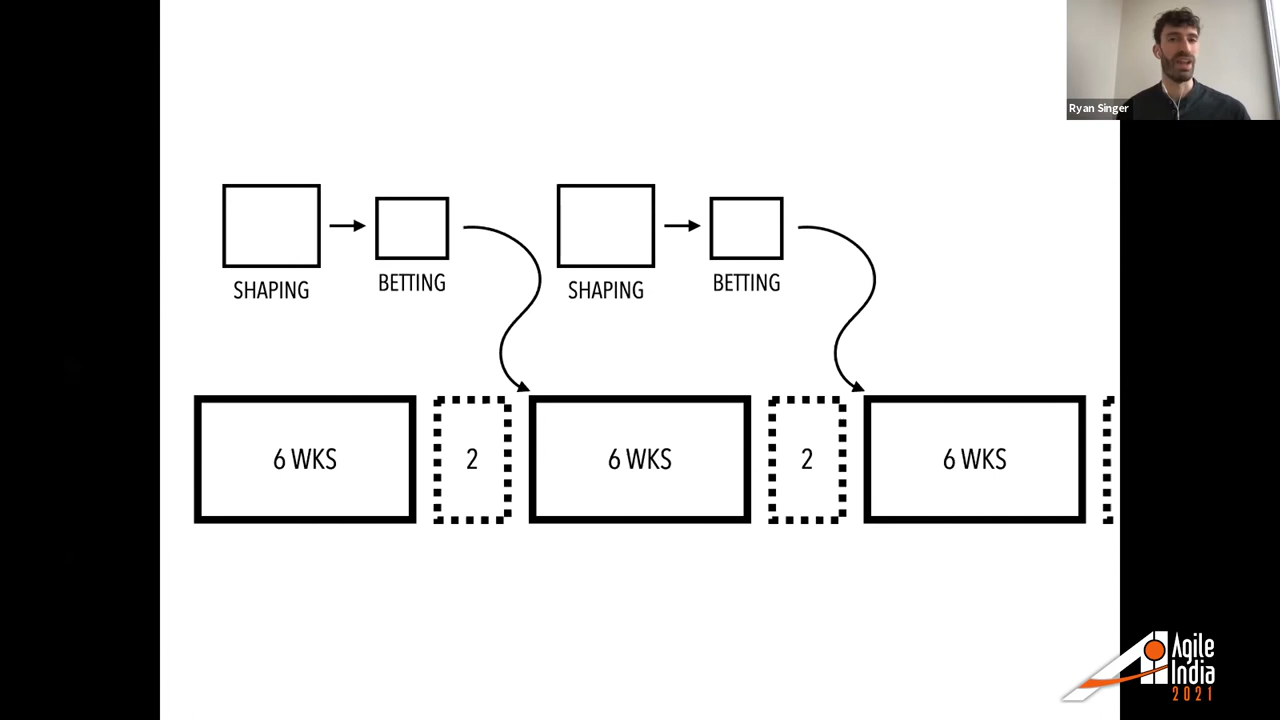 Ryan Singer
SHAPING
BETTING
SHAPING
BETTING
6 WKS
2
6 WKS
2
6 WKS
Agile
India
2021